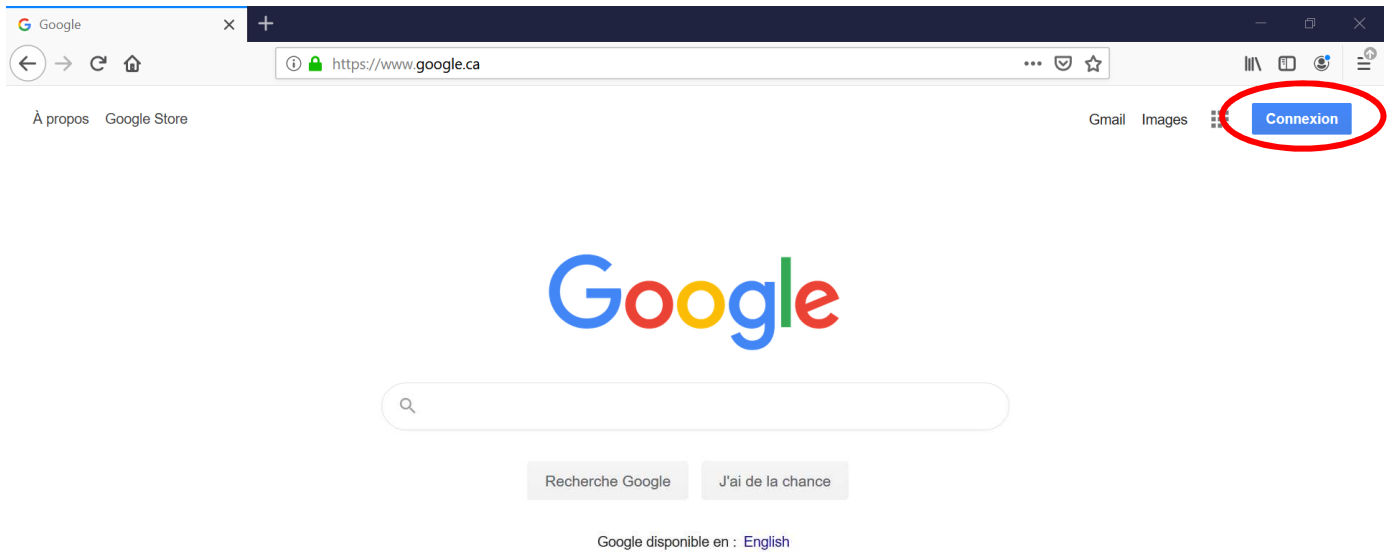 Google
https://www.google.ca
À propos Google Store Gmail Images Connexion
Google
Recherche Google J'ai de la chance
Google disponible en : English